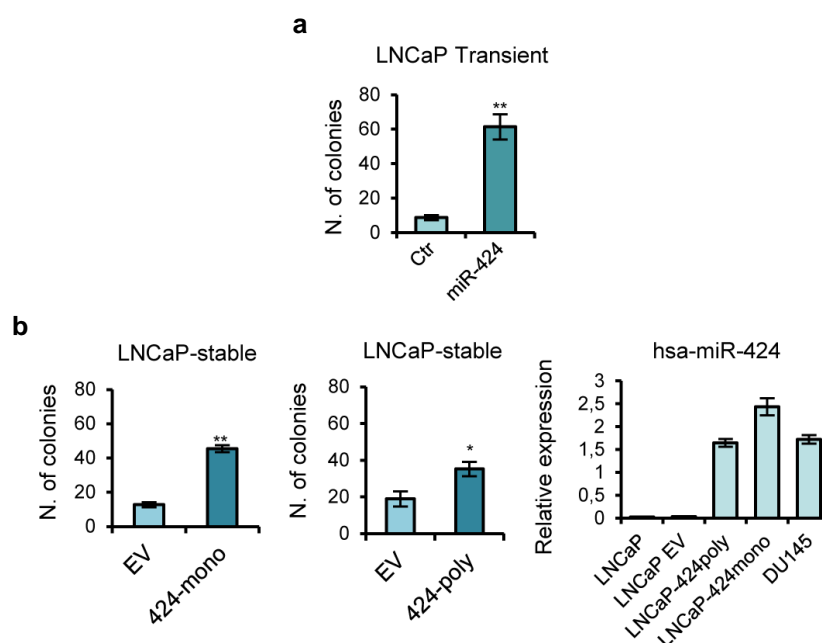 a
LNCaP Transient
N. of colonies
80
60
40
20
0
**
Ctr
miR-424
b
LNCaP-stable
N. of colonies
80
60
40
20
0
**
EV
424-mono
LNCaP-stable
N. of colonies
80
60
40
20
0
*
EV
424-poly
hsa-miR-424
Relative expression
3
2,5
2
1,5
1
0,5
0
LNCaP
LNCaP EV
LNCaP-424poly
LNCaP-424mono
DU145